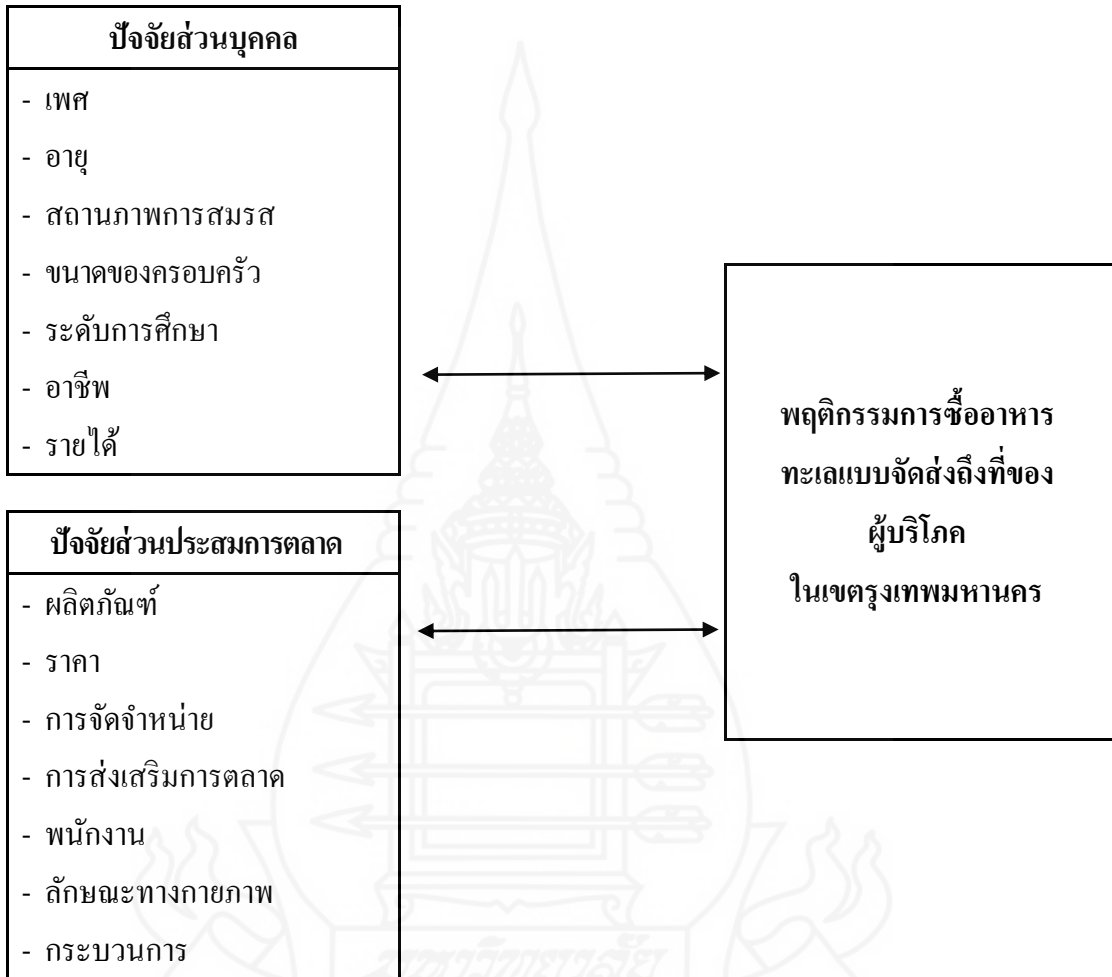 ปัจจัยส่วนบุคคล
- เพศ
- อายุ
- สถานภาพการสมรส
- ขนาดของครอบครัว
- ระดับการศึกษา
- อาชีพ
- รายได้
ปัจจัยส่วนประสมการตลาด
- ผลิตภัณฑ์
- ราคา
- การจัดจำหน่าย
- การส่งเสริมการตลาด
- พนักงาน
- ลักษณะทางกายภาพ
- กระบวนการ
พฤติกรรมการซื้ออาหาร
ทะเลแบบจัดส่งถึงที่ของ
ผู้บริโภค
ในเขตรุงเทพมหานคร